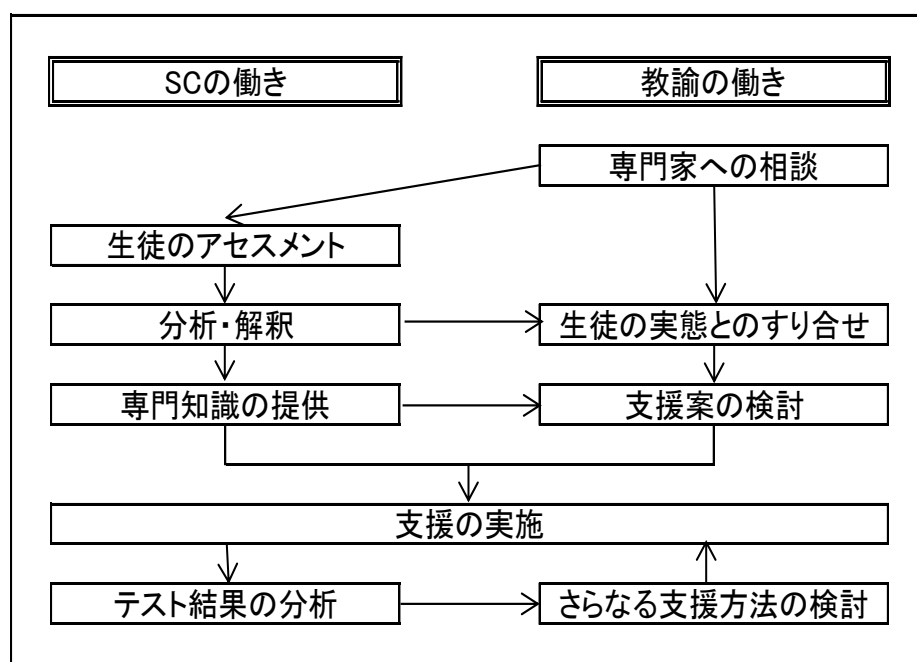 SCの働き
教諭の働き
専門家への相談
生徒のアセスメント
分析・解釈
生徒の実態とのすり合せ
専門知識の提供
支援案の検討
支援の実施
テスト結果の分析
さらなる支援方法の検討